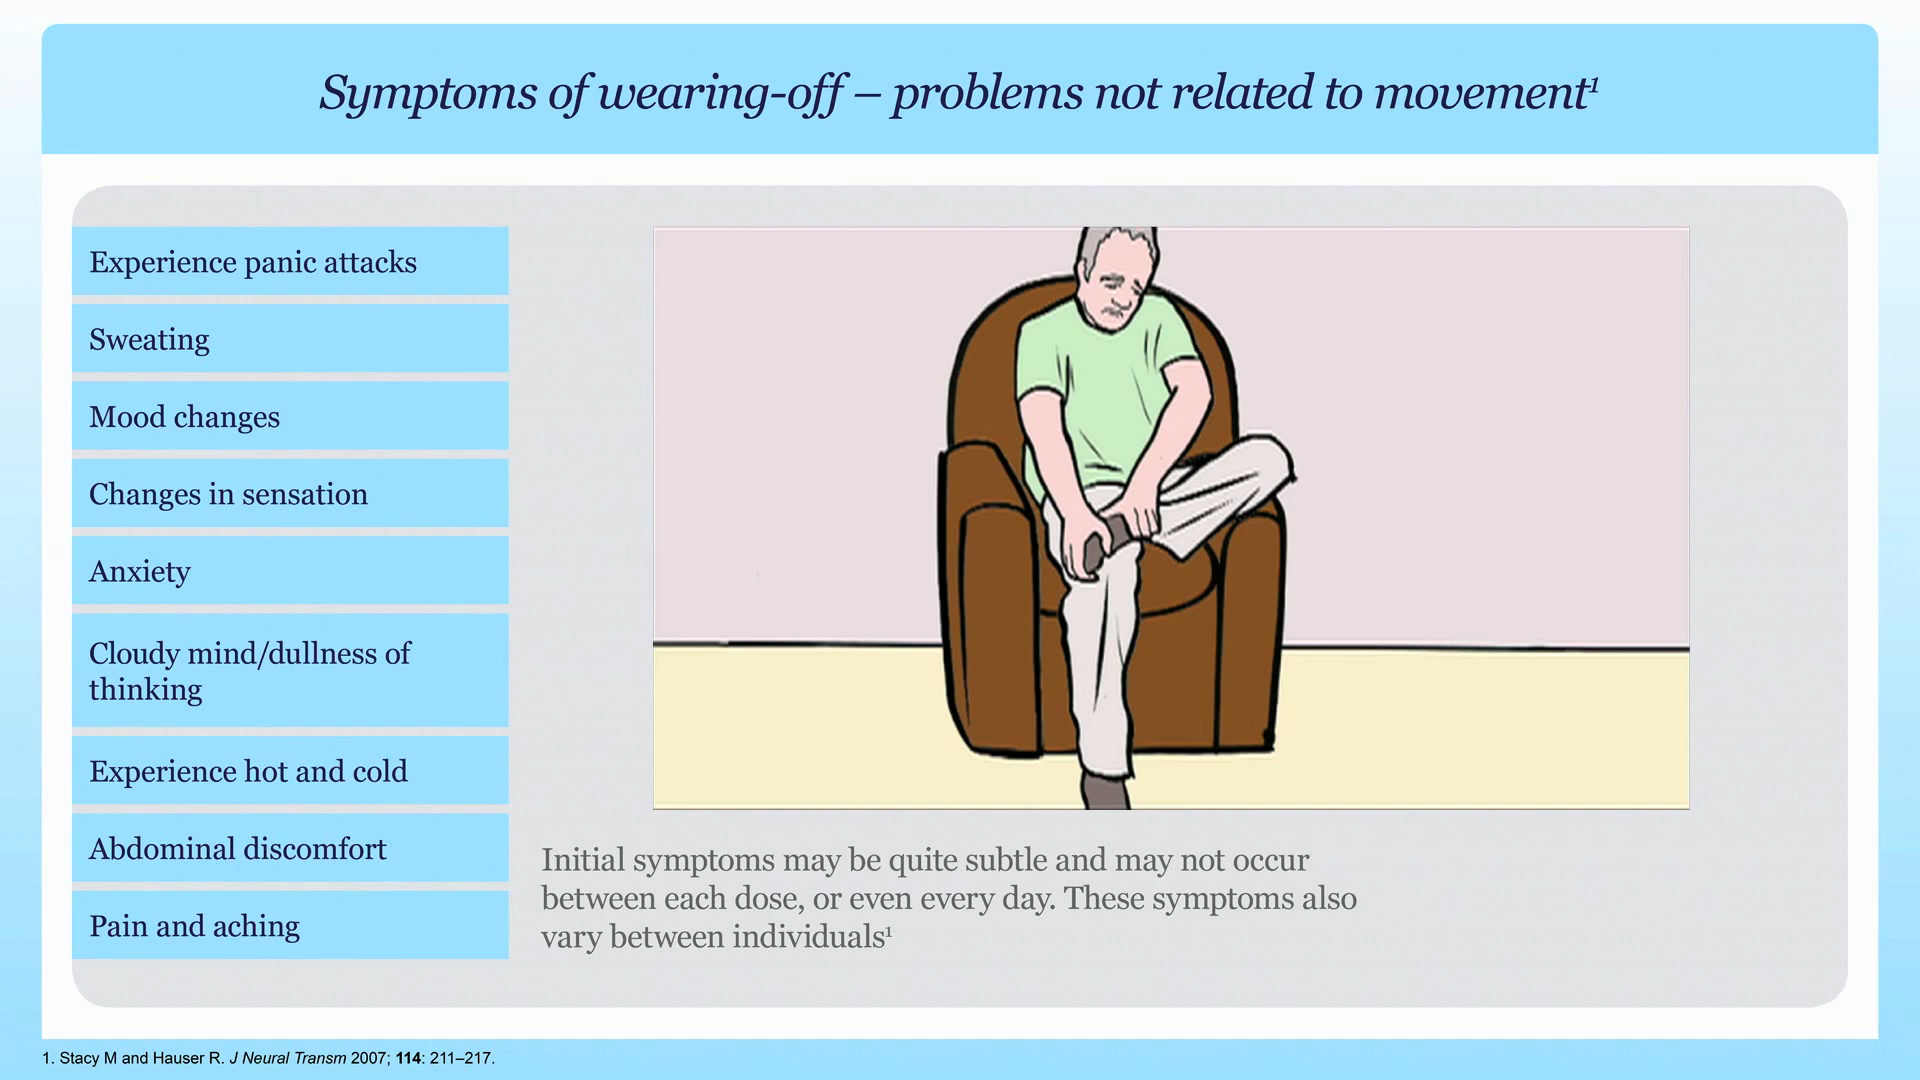 Symptoms of wearing-off – problems not related to movement¹
Experience panic attacks
Sweating
Mood changes
Changes in sensation
Anxiety
Cloudy mind/dullness of
thinking
Experience hot and cold
Abdominal discomfort
Pain and aching
Initial symptoms may be quite subtle and may not occur
between each dose, or even every day. These symptoms also
vary between individuals¹
1. Stacy M and Hauser R. J Neural Transm 2007; 114: 211–217.